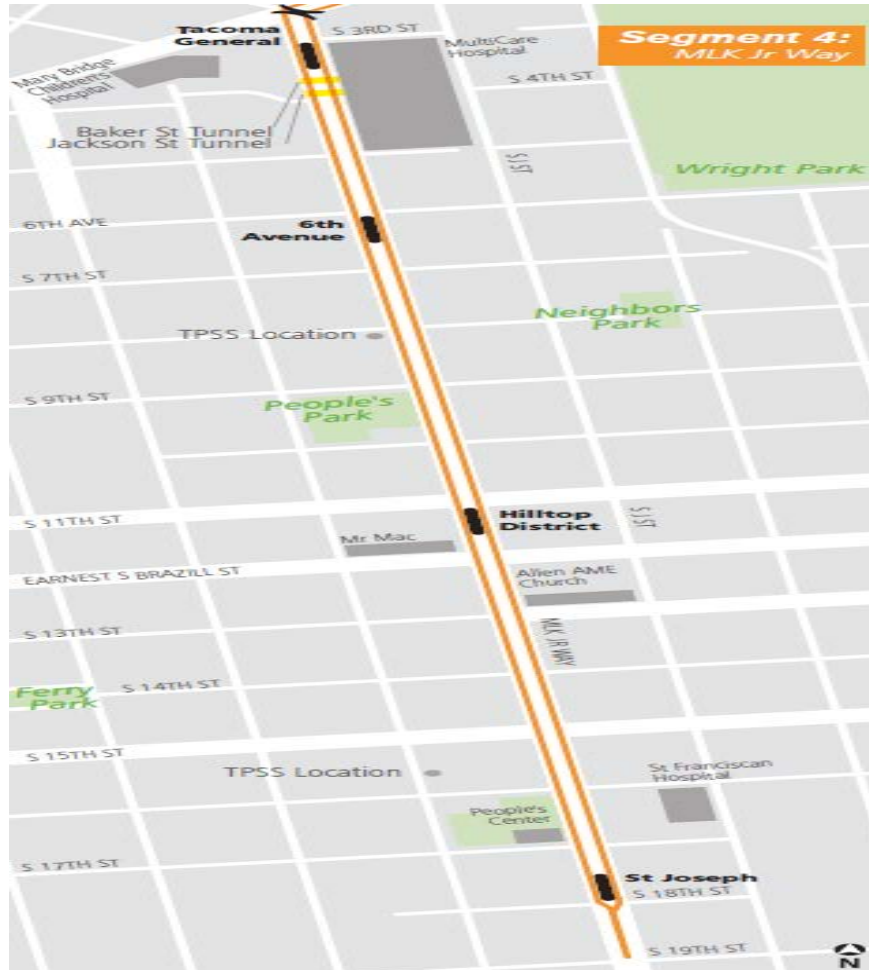 Tacoma
General
S 3RD ST
MultiCare
Hospital
Segment 4:
MLK Jr Way
Mary Bridge
Children's
Hospital
S 4TH ST
Baker St Tunnel
Jackson St Tunnel
S J ST
Wright Park
6TH AVE
6th
Avenue
S 7TH ST
Neighbors
Park
TPSS Location
S 9TH ST
People's
Park
S 11TH ST
Hilltop
District
S J ST
Mr Mac
EARNEST S BRAZILL ST
Allen AME
Church
S 13TH ST
MLK JR WAY
S 14TH ST
Ferry
Park
S 15TH ST
TPSS Location
St Franciscan
Hospital
People's
Center
S 17TH ST
St Joseph
S 18TH ST
S 19TH ST
N